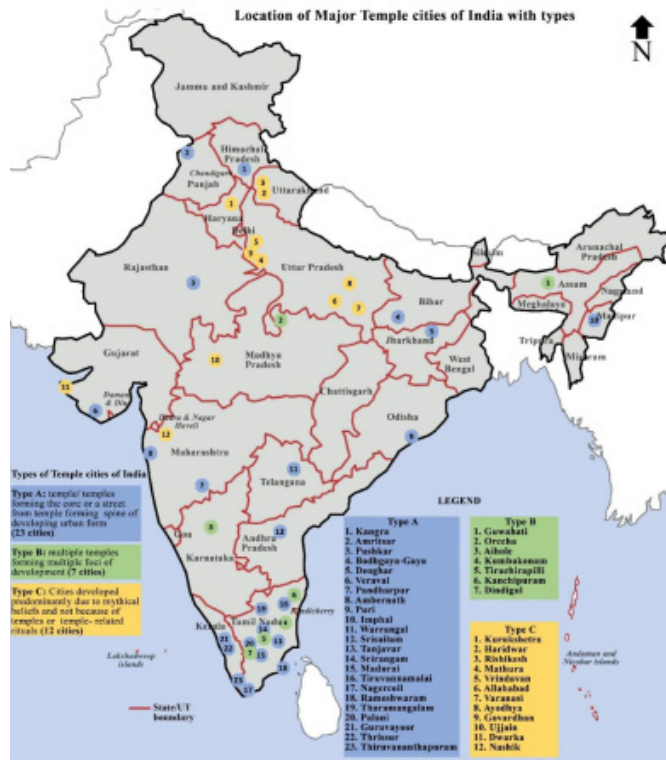 Location of Major Temple cities of India with types
N
Jammu and Kashmir
Himachal
Pradesh
Chandigarh
Punjab
Uttarakhand
Haryana
Delhi
Rajasthan
Uttar Pradesh
Bihar
Sikkim
Arunachal
Pradesh
Assam
Nagaland
Meghalaya
Manipur
Tripura
Mizoram
Gujarat
Daman
& Diu
Madhya
Pradesh
Jharkhand
West
Bengal
Chattisgarh
Dadra & Nagar
Haveli
Odisha
Maharashtra
Telangana
Goa
Karnataka
Andhra
Pradesh
Pondicherry
Kerala
Tamil Nadu
Lakshadweep
islands
Andaman and
Nicobar islands
Types of Temple cities of India
Type A: temple/ temples
forming the core or a street
from temple forming spine of
developing urban form
(23 cities)
Type B: multiple temples
forming multiple foci of
development (7 cities)
Type C: Cities developed
predominantly due to mythical
beliefs and not because of
temples or temple- related
rituals (12 cities)
State/UT
boundary
LEGEND
Type A
1. Kangra
2. Amritsar
3. Pushkar
4. Bodhgaya-Gaya
5. Deoghar
6. Veraval
7. Pandharpur
8. Ambernath
9. Puri
10. Imphal
11. Warrangal
12. Srisailam
13. Tanjavur
14. Srirangam
15. Madurai
16. Tiruvannamalai
17. Nagercoil
18. Rameshwaram
19. Tharamangalam
20. Palani
21. Guruvayoor
22. Thrissur
23. Thiruvananthapuram
Type B
1. Guwahati
2. Orccha
3. Aihole
4. Kumbakonam
5. Tirachirapilli
6. Kanchipuram
7. Dindigul
Type C
1. Kurukshetra
2. Haridwar
3. Rishikesh
4. Mathura
5. Vrindavan
6. Allahabad
7. Varanasi
8. Ayodhya
9. Govardhan
10. Ujjain
11. Dwarka
12. Nashik